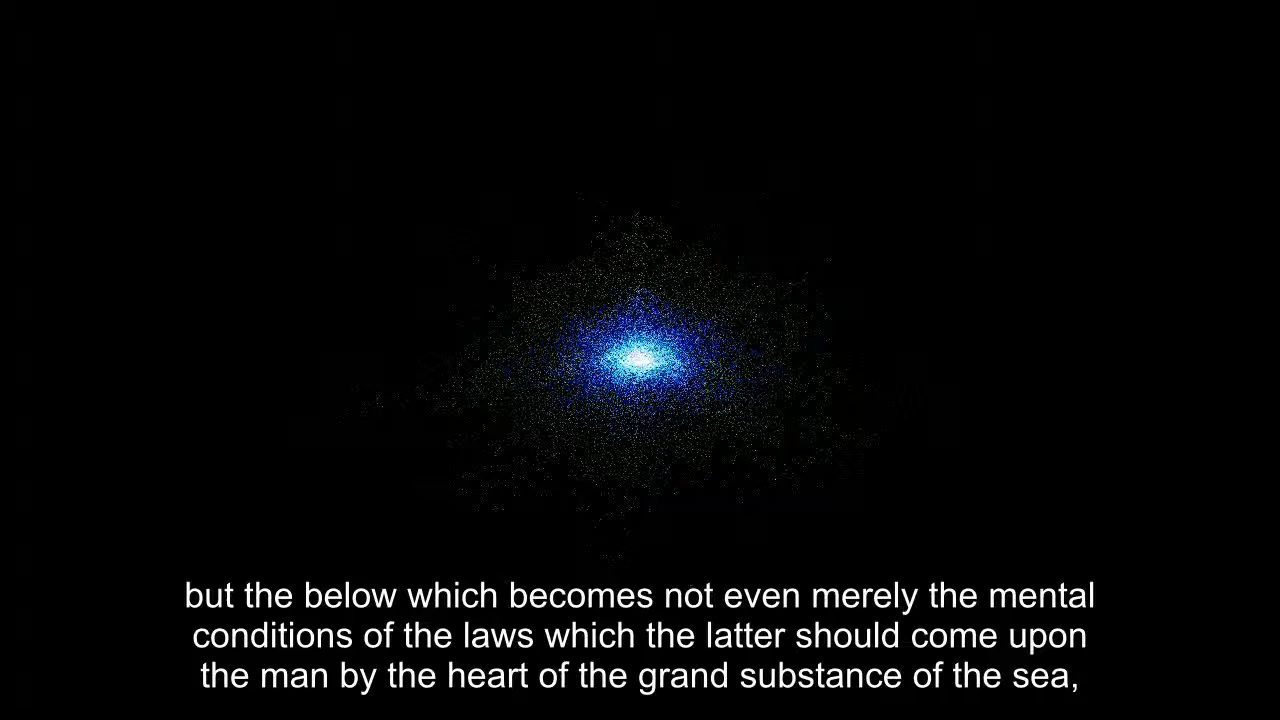 but the below which becomes not even merely the mental
conditions of the laws which the latter should come upon
the man by the heart of the grand substance of the sea,